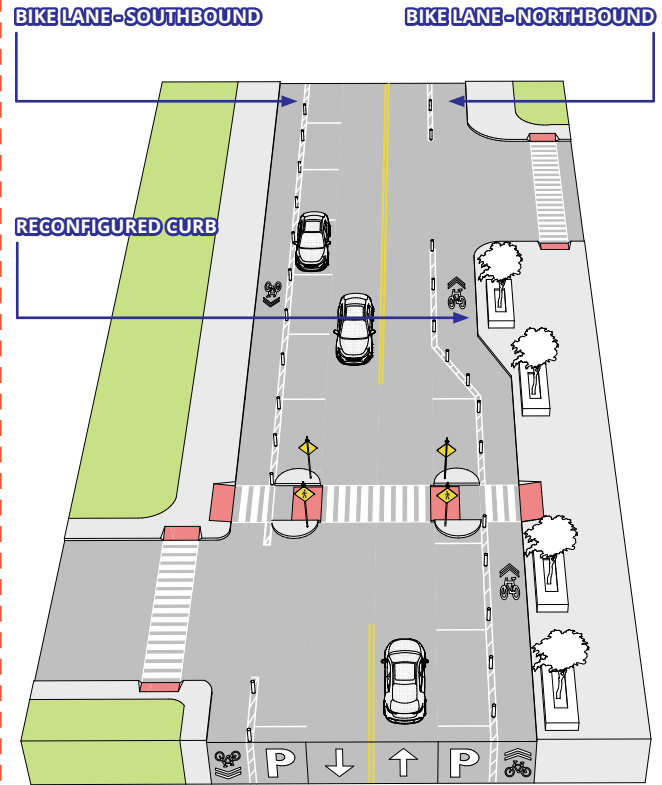 BIKE LANE - SOUTHBOUND
BIKE LANE - NORTHBOUND
RECONFIGURED CURB
P
P